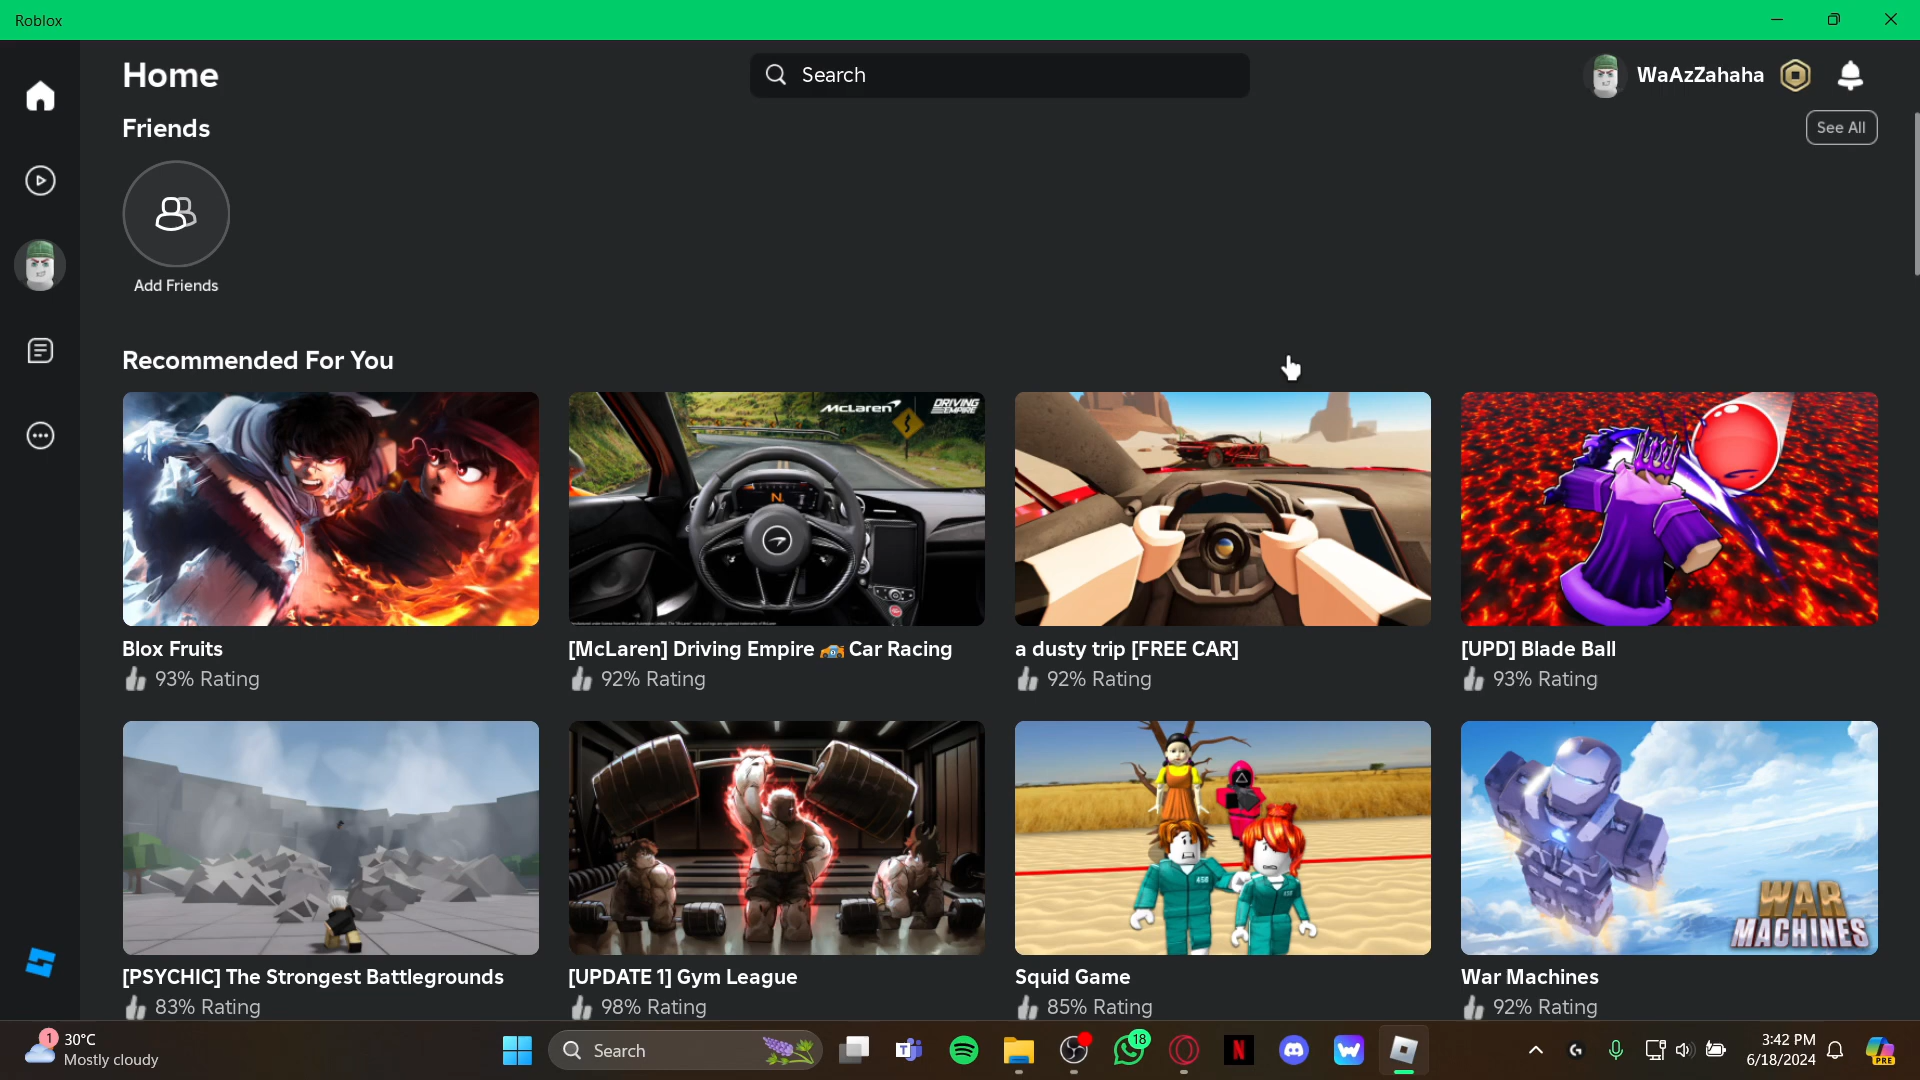 Roblox
Home
Search
WaAzZahaha
Friends
See All
Add Friends
Recommended For You
McLaren
DRIVING
EMPIRE
N
Blox Fruits
93% Rating
[McLaren] Driving Empire 🏎️ Car Racing
92% Rating
a dusty trip [FREE CAR]
92% Rating
[UPD] Blade Ball
93% Rating
456
WAR
MACHINES
[PSYCHIC] The Strongest Battlegrounds
83% Rating
[UPDATE 1] Gym League
98% Rating
Squid Game
85% Rating
War Machines
92% Rating
1
30°C
Mostly cloudy
Search
18
3:42 PM
6/18/2024
PRE